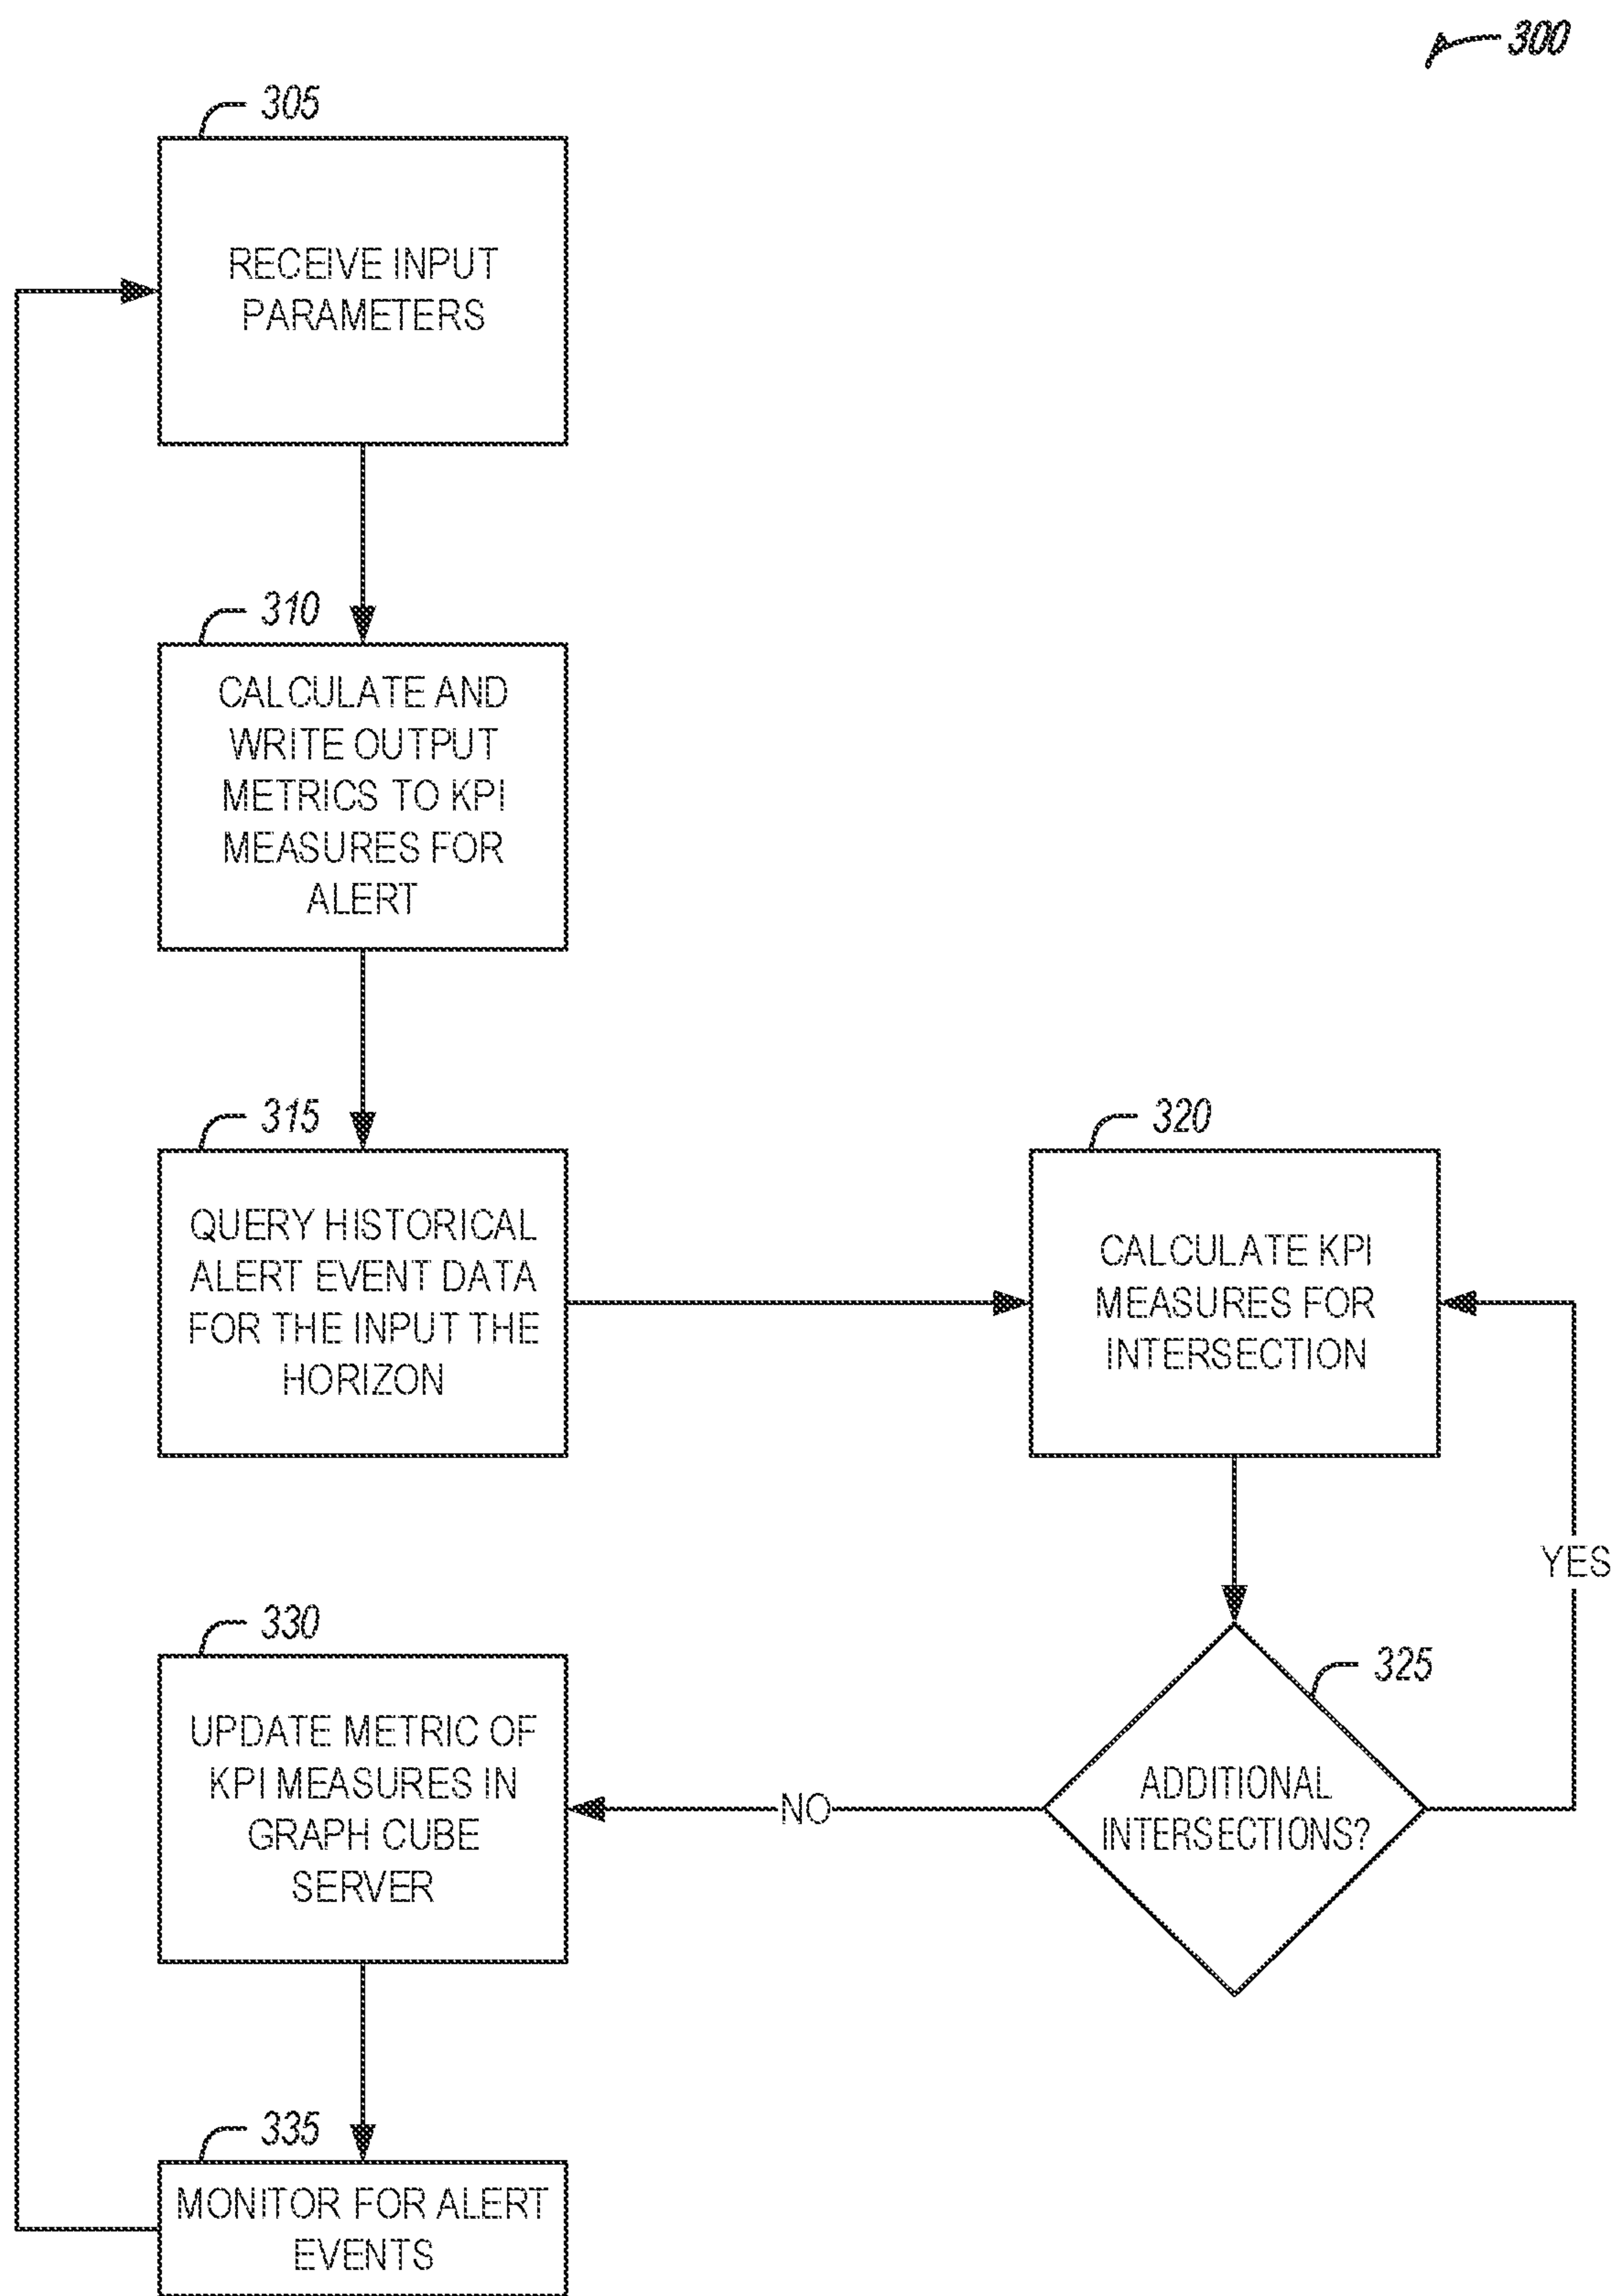 300
305
RECEIVE INPUT
PARAMETERS
310
CALCULATE AND
WRITE OUTPUT
METRICS TO KPI
MEASURES FOR
ALERT
315
QUERY HISTORICAL
ALERT EVENT DATA
FOR THE INPUT THE
HORIZON
320
CALCULATE KPI
MEASURES FOR
INTERSECTION
YES
325
ADDITIONAL
INTERSECTIONS?
NO
330
UPDATE METRIC OF
KPI MEASURES IN
GRAPH CUBE
SERVER
335
MONITOR FOR ALERT
EVENTS